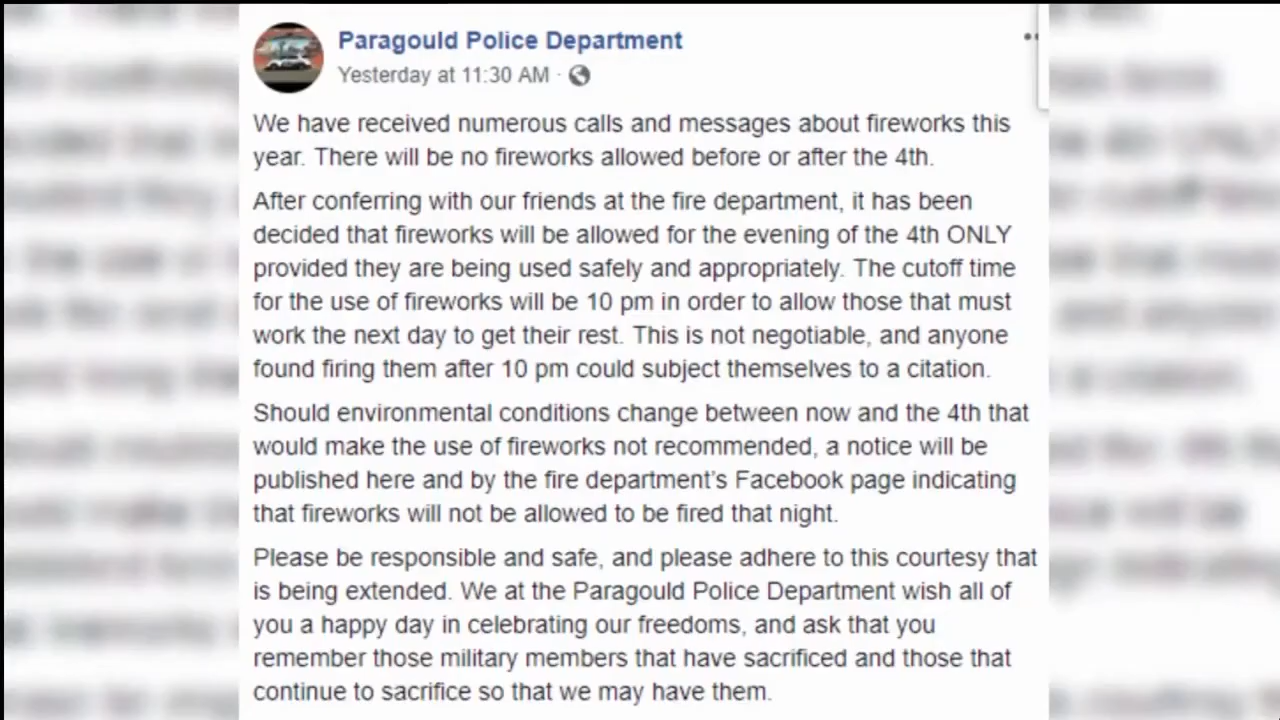 Paragould Police Department
Yesterday at 11:30 AM ·
We have received numerous calls and messages about fireworks this
year. There will be no fireworks allowed before or after the 4th.
After conferring with our friends at the fire department, it has been
decided that fireworks will be allowed for the evening of the 4th ONLY
provided they are being used safely and appropriately. The cutoff time
for the use of fireworks will be 10 pm in order to allow those that must
work the next day to get their rest. This is not negotiable, and anyone
found firing them after 10 pm could subject themselves to a citation.
Should environmental conditions change between now and the 4th that
would make the use of fireworks not recommended, a notice will be
published here and by the fire department's Facebook page indicating
that fireworks will not be allowed to be fired that night.
Please be responsible and safe, and please adhere to this courtesy that
is being extended. We at the Paragould Police Department wish all of
you a happy day in celebrating our freedoms, and ask that you
remember those military members that have sacrificed and those that
continue to sacrifice so that we may have them.